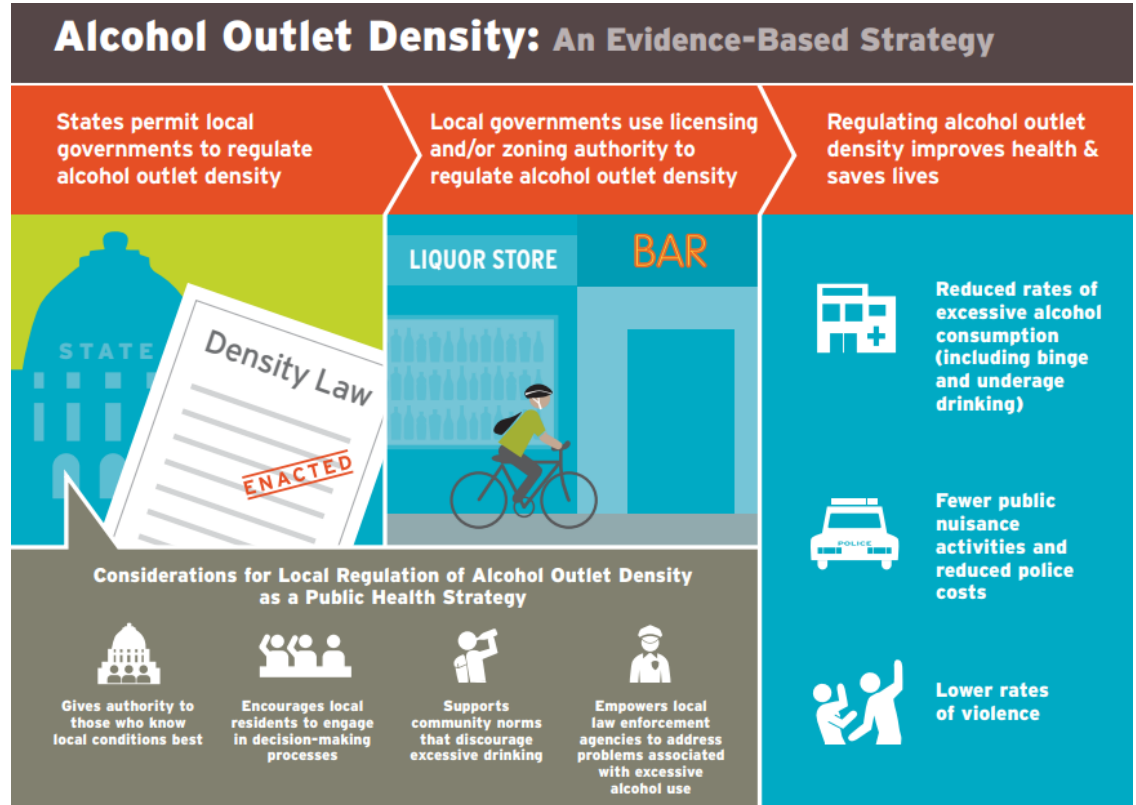 Alcohol Outlet Density: An Evidence-Based Strategy
States permit local
governments to regulate
alcohol outlet density
Local governments use licensing
and/or zoning authority to
regulate alcohol outlet density
Regulating alcohol outlet
density improves health &
saves lives
STATE
Density Law
ENACTED
LIQUOR STORE
BAR
Reduced rates of
excessive alcohol
consumption
(including binge
and underage
drinking)
POLICE
Fewer public
nuisance
activities and
reduced police
costs
Lower rates
of violence
Considerations for Local Regulation of Alcohol Outlet Density
as a Public Health Strategy
Gives authority to
those who know
local conditions best
Encourages local
residents to engage
in decision-making
processes
Supports
community norms
that discourage
excessive drinking
Empowers local
law enforcement
agencies to address
problems associated
with excessive
alcohol use